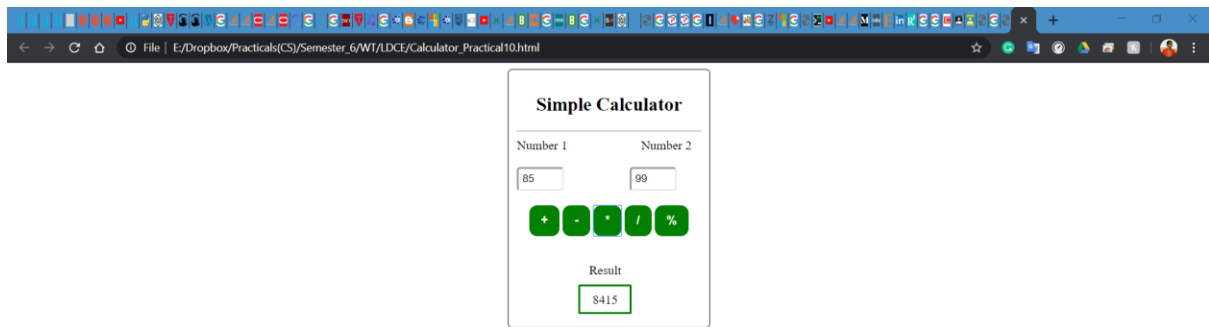 File | E:/Dropbox/Practicals(CS)/Semester_6/WT/LDCE/Calculator_Practical10.html
Simple Calculator
Number 1 Number 2
85 99
+ - * / %
Result
8415